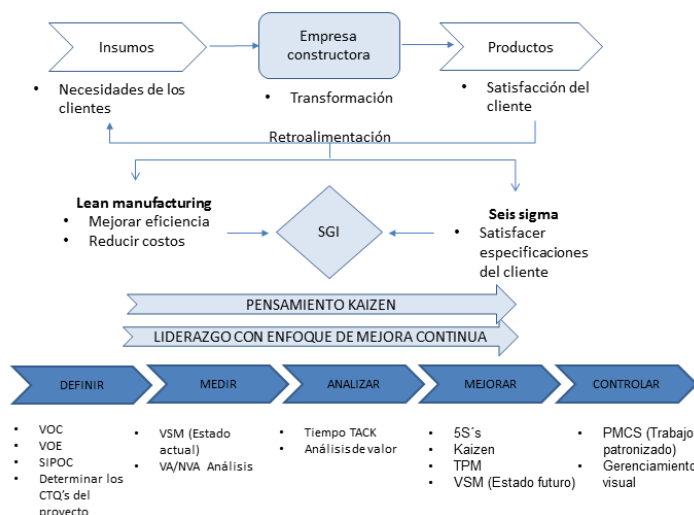 Insumos
Empresa
constructora
Productos
• Necesidades de los
clientes
• Transformación
• Satisfacción del
cliente
Retroalimentación
Lean manufacturing
• Mejorar eficiencia
• Reducir costos
SGI
Seis sigma
• Satisfacer
especificaciones
del cliente
PENSAMIENTO KAIZEN
LIDERAZGO CON ENFOQUE DE MEJORA CONTINUA
DEFINIR
MEDIR
ANALIZAR
MEJORAR
CONTROLAR
• VOC
• VOE
• SIPOC
• Determinar los
CTQ's del
proyecto
• VSM (Estado
actual)
• VA/NVA Análisis
• Tiempo TACK
• Análisis de valor
• 5S´s
• Kaizen
• TPM
• VSM (Estado futuro)
• PMCS (Trabajo
patronizado)
• Gerenciamiento
visual